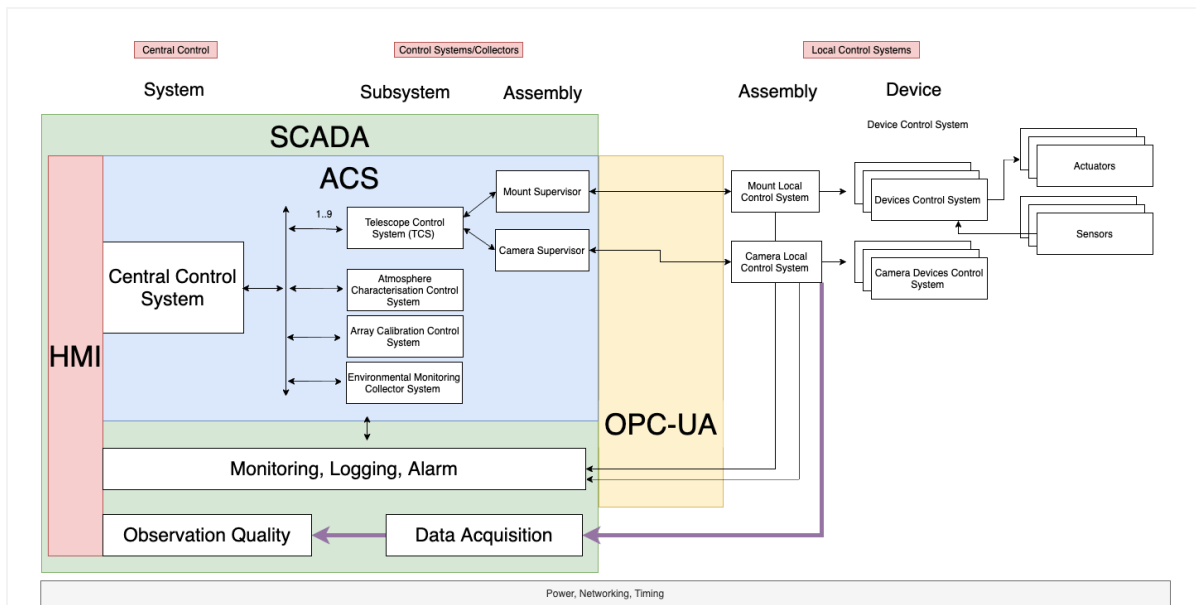 Central Control
Control Systems/Collectors
Local Control Systems
System
Subsystem
Assembly
Assembly
Device
Device Control System
SCADA
ACS
HMI
OPC-UA
1..9
Central Control
System
Telescope Control
System (TCS)
Atmosphere
Characterisation Control
System
Array Calibration Control
System
Environmental Monitoring
Collector System
Mount Supervisor
Camera Supervisor
Mount Local
Control System
Camera Local
Control System
Devices Control System
Camera Devices Control
System
Actuators
Sensors
Monitoring, Logging, Alarm
Observation Quality
Data Acquisition
Power, Networking, Timing